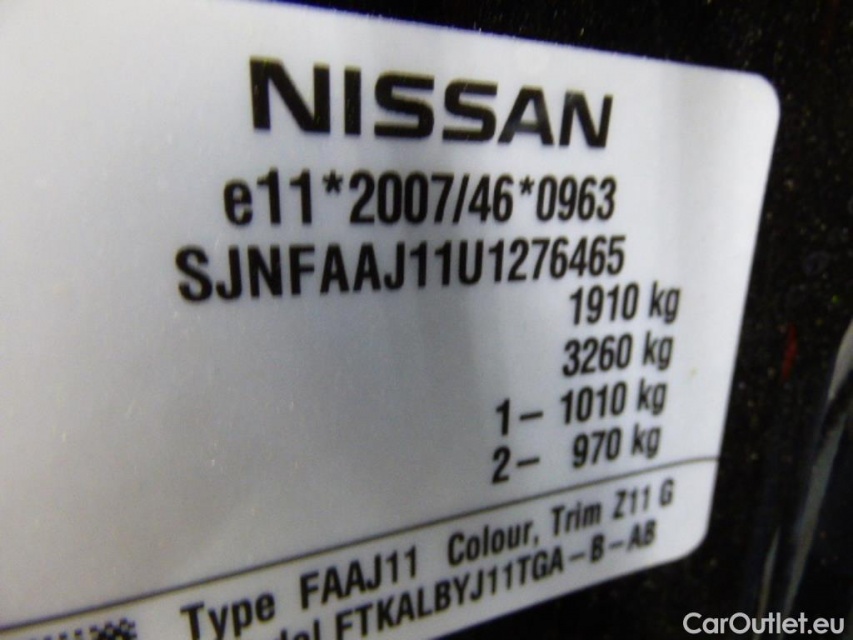 NISSAN
e11*2007/46*0963
SJNFAAJ11U1276465
1910 kg
3260 kg
1- 1010 kg
2- 970 kg
Type FAAJ11 Colour, Trim Z11 G
FTKALBYJ11TGA-B-AB
CarOutlet.eu